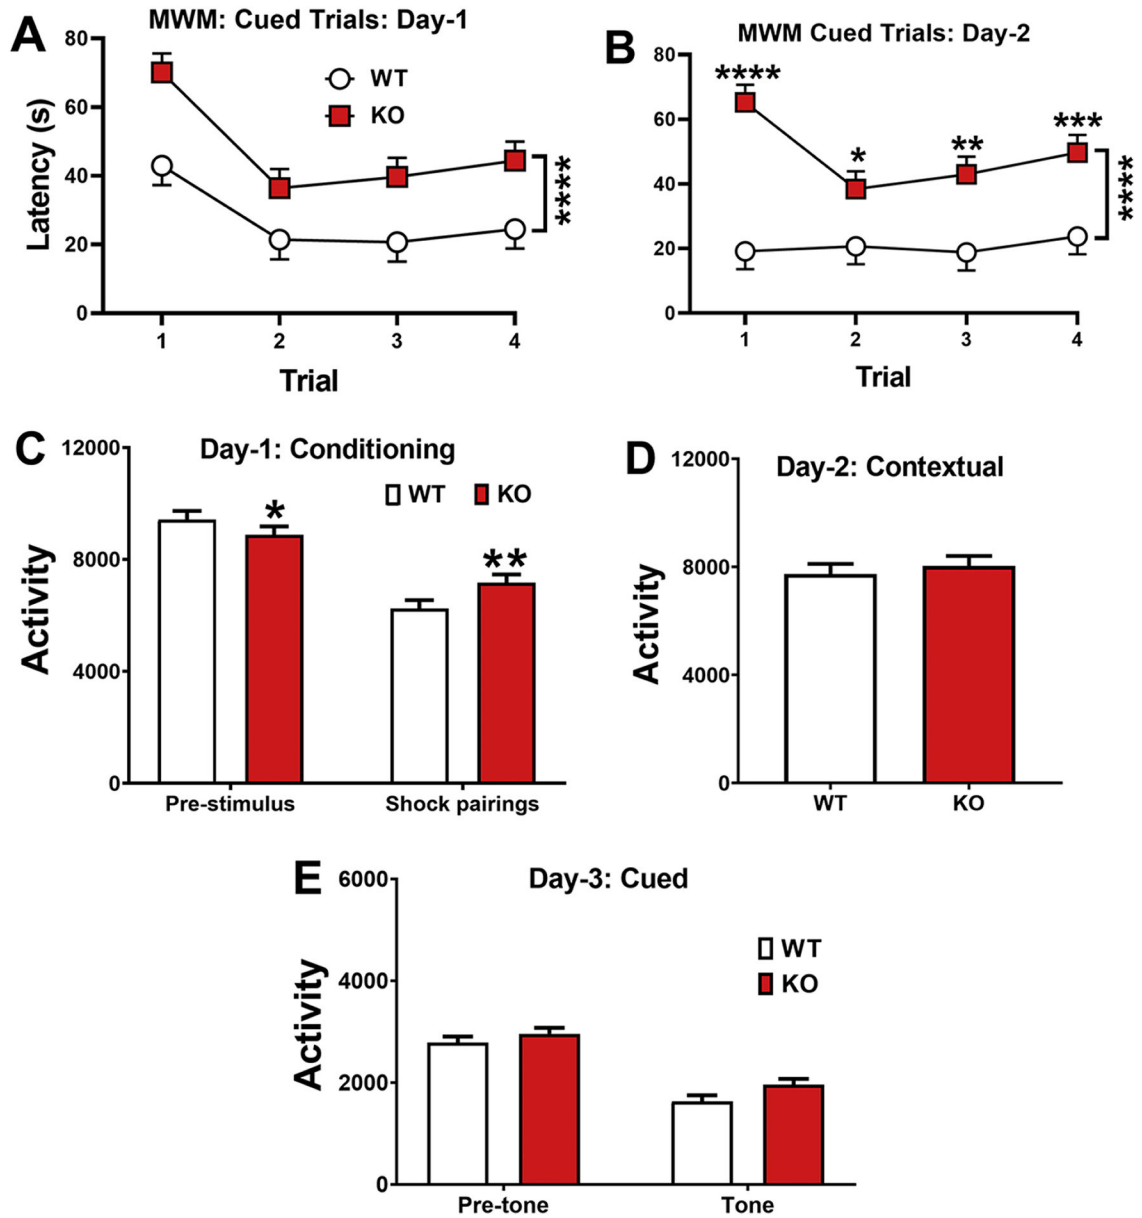 A
MWM: Cued Trials: Day-1
80
60
40
20
0
Latency (s)
WT
KO
****
1 2 3 4
Trial
B
MWM Cued Trials: Day-2
80
60
40
20
0
****
*
**
***
****
1 2 3 4
Trial
C
Day-1: Conditioning
12000
8000
4000
0
Activity
WT KO
*
**
Pre-stimulus Shock pairings
D
Day-2: Contextual
12000
8000
4000
0
Activity
WT KO
E
Day-3: Cued
6000
4000
2000
0
Activity
WT
KO
Pre-tone Tone